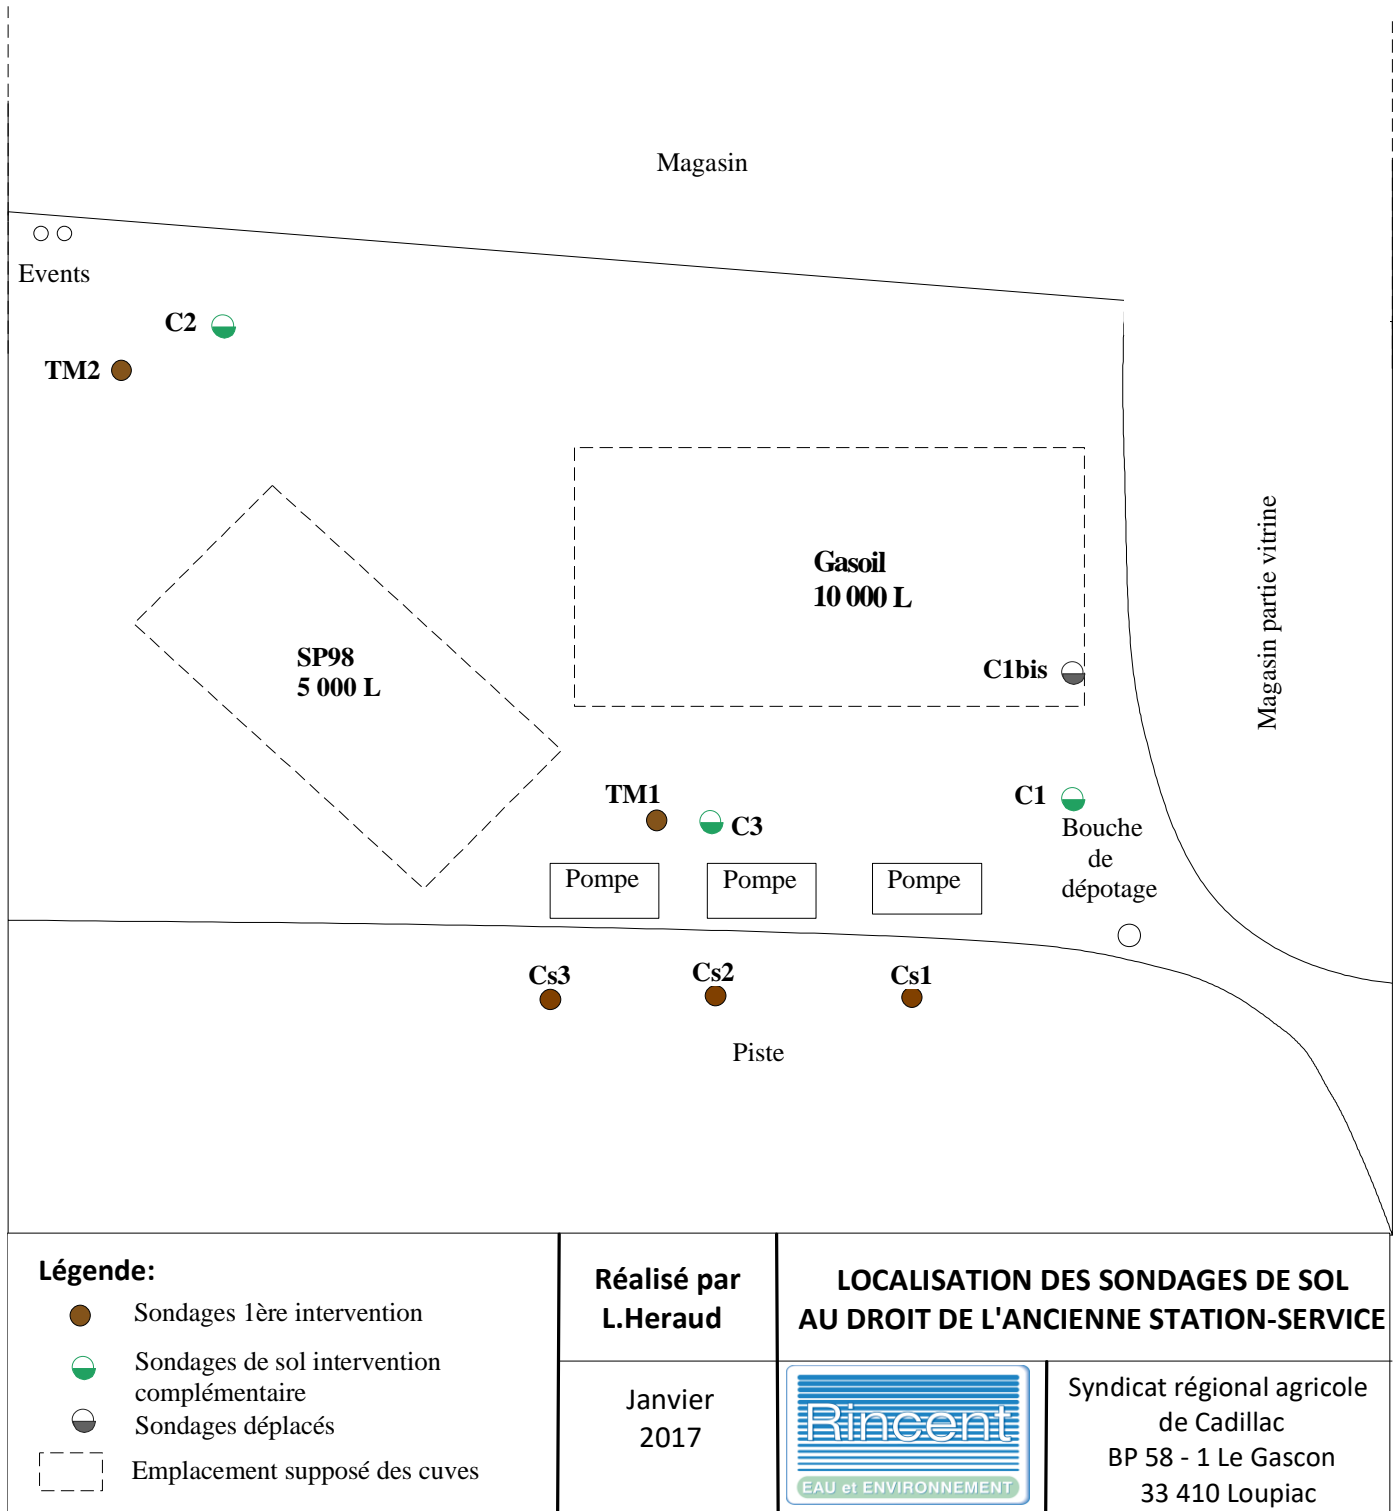 Magasin
Events
C2
TM2
Gasoil
10 000 L
Magasin partie vitrine
SP98
5 000 L
C1bis
TM1
C3
C1
Bouche
de
dépotage
Pompe
Pompe
Pompe
Cs3
Cs2
Cs1
Piste
Légende:
Sondages 1ère intervention
Sondages de sol intervention
complémentaire
Sondages déplacés
Emplacement supposé des cuves
Réalisé par
L.Heraud
Janvier
2017
LOCALISATION DES SONDAGES DE SOL
AU DROIT DE L'ANCIENNE STATION-SERVICE
Rincent
EAU et ENVIRONNEMENT
Syndicat régional agricole
de Cadillac
BP 58 - 1 Le Gascon
33 410 Loupiac